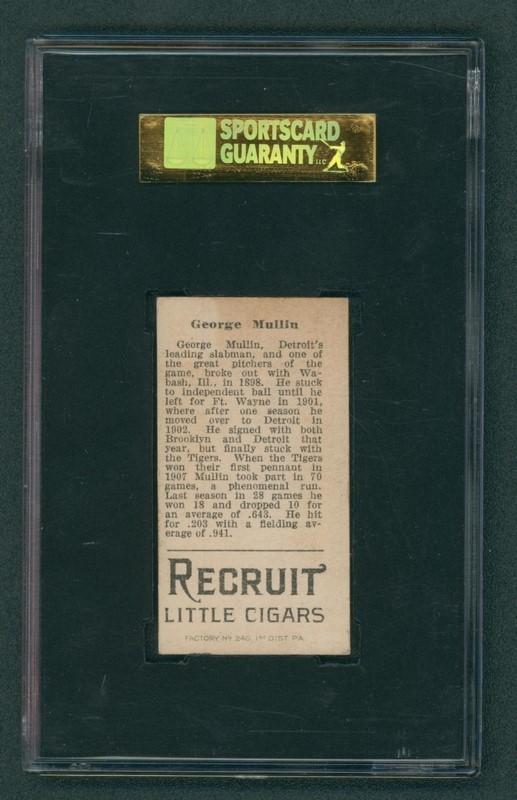 SPORTSCARD
GUARANTY LLC
George Mullin
George Mullin, Detroit's
leading slabman, and one of
the great pitchers of the
game, broke out with Wa-
bash, Ill., in 1898. He stuck
to independent ball until he
left for Ft. Wayne in 1901,
where after one season he
moved over to Detroit in
1902. He signed with both
Brooklyn and Detroit that
year, but finally stuck with
the Tigers. When the Tigers
won their first pennant in
1907 Mullin took part in 70
games, a phenomenal run.
Last season in 28 games he
won 18 and dropped 10 for
an average of .643. He hit
for .203 with a fielding av-
erage of .941.
RECRUIT
LITTLE CIGARS
FACTORY Nº 240, 1ST DIST. PA.